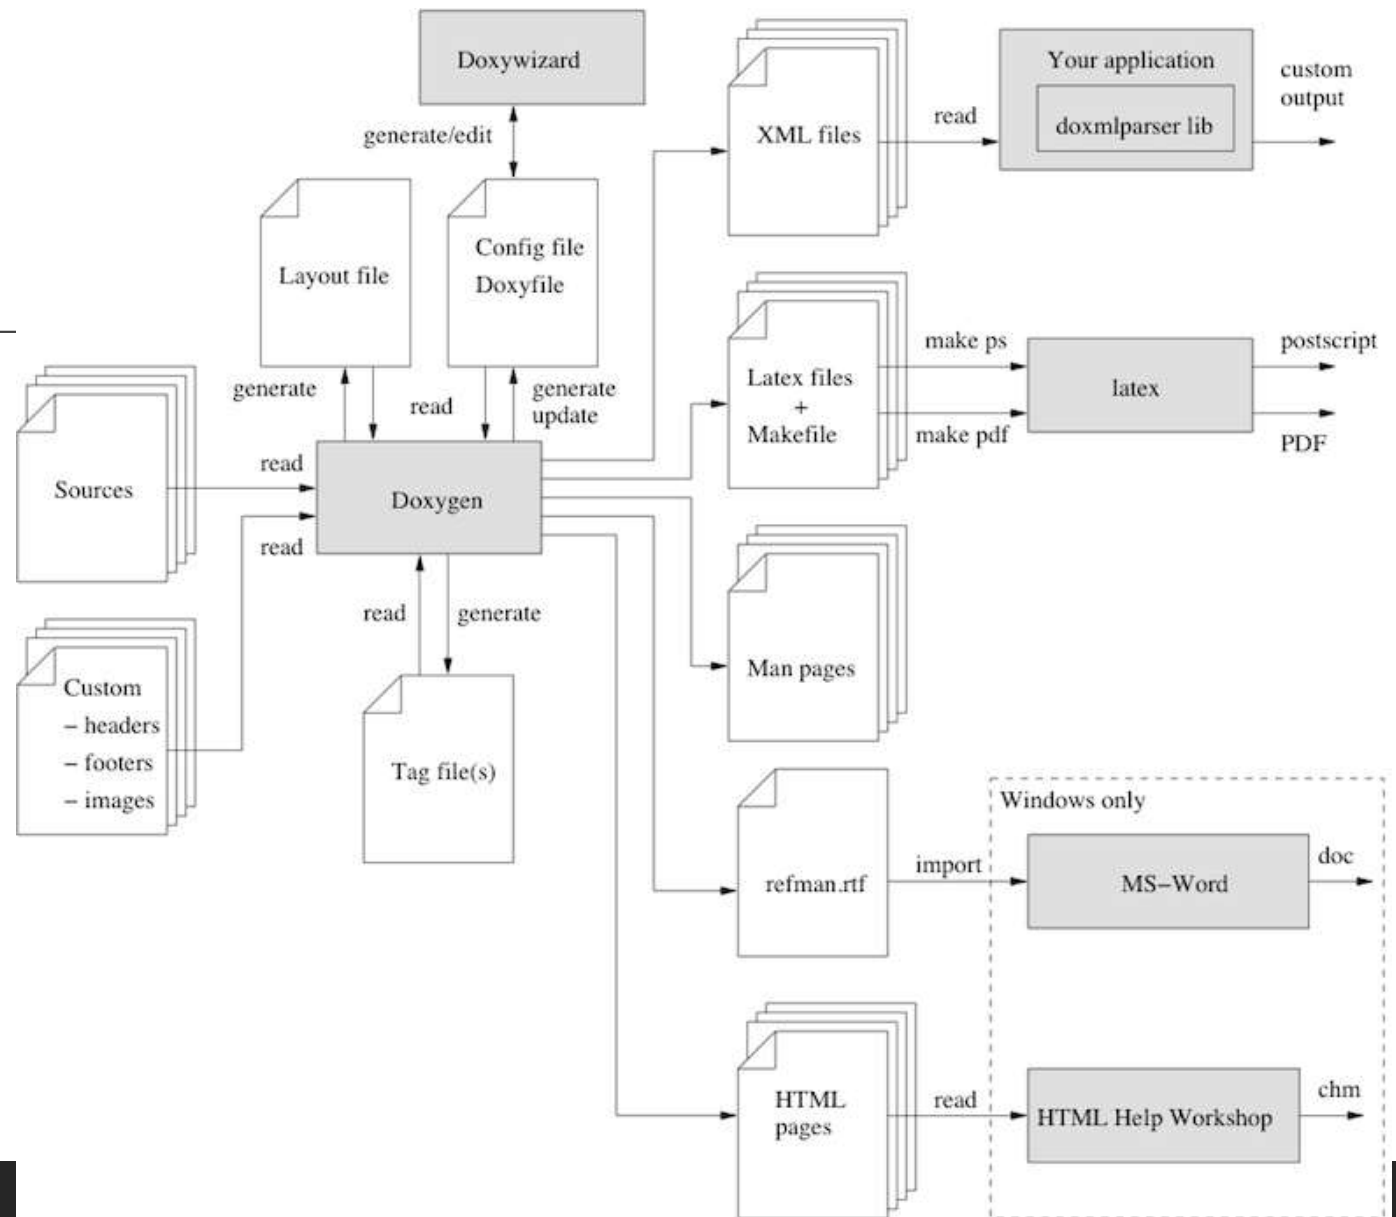 Doxywizard
generate/edit
Layout file
Config file
Doxyfile
generate
read
generate
update
Sources
read
Doxygen
read
Custom
– headers
– footers
– images
read
generate
Tag file(s)
XML files
read
Your application
doxmlparser lib
custom
output
Latex files
+
Makefile
make ps
make pdf
latex
postscript
PDF
Man pages
refman.rtf
import
Windows only
MS–Word
doc
HTML
pages
read
HTML Help Workshop
chm